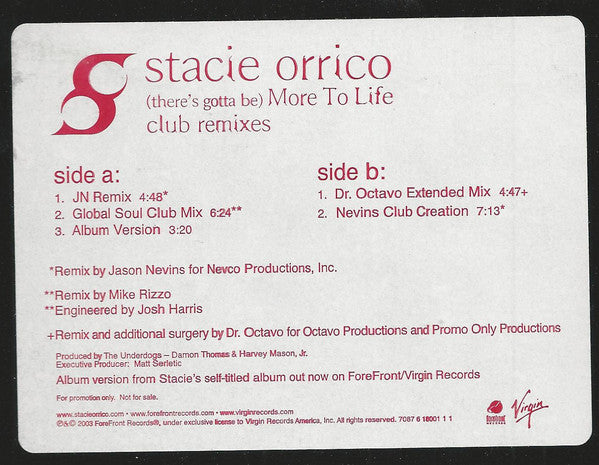 stacie orrico
(there's gotta be) More To Life
club remixes
side a:
1. JN Remix 4:48*
2. Global Soul Club Mix 6:24**
3. Album Version 3:20
side b:
1. Dr. Octavo Extended Mix 4:47+
2. Nevins Club Creation 7:13*
*Remix by Jason Nevins for Nevco Productions, Inc.
**Remix by Mike Rizzo
**Engineered by Josh Harris
+Remix and additional surgery by Dr. Octavo for Octavo Productions and Promo Only Productions
Produced by The Underdogs – Damon Thomas & Harvey Mason, Jr.
Executive Producer: Matt Serletic
Album version from Stacie's self-titled album out now on ForeFront/Virgin Records
For promotion only. Not for sale.
www.stacieorrico.com • www.forefrontrecords.com • www.virginrecords.com
℗&© 2003 ForeFront Records®, under exclusive license to Virgin Records America, Inc. All rights reserved. 7087 6 18001 1 1
Virgin